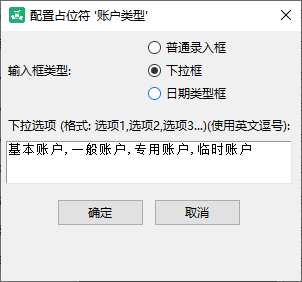 配置占位符 '账户类型'
普通录入框
输入框类型:
下拉框
日期类型框
下拉选项 (格式: 选项1,选项2,选项3...)(使用英文逗号):
基本账户,一般账户,专用账户,临时账户
确定
取消